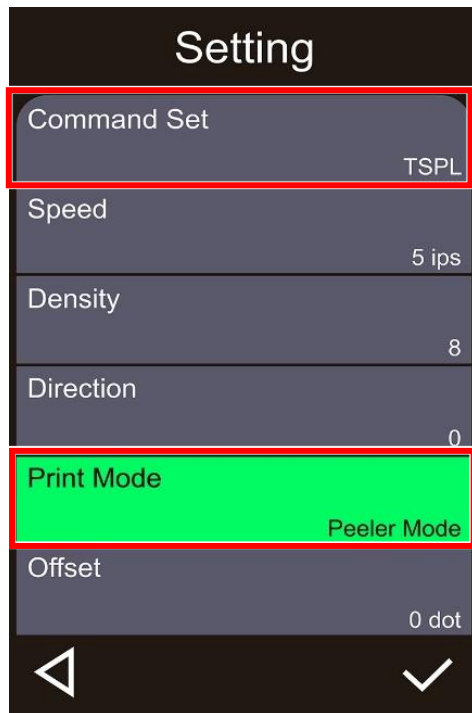 Setting
Command Set
TSPL
Speed
5 ips
Density
8
Direction
0
Print Mode
Peeler Mode
Offset
0 dot